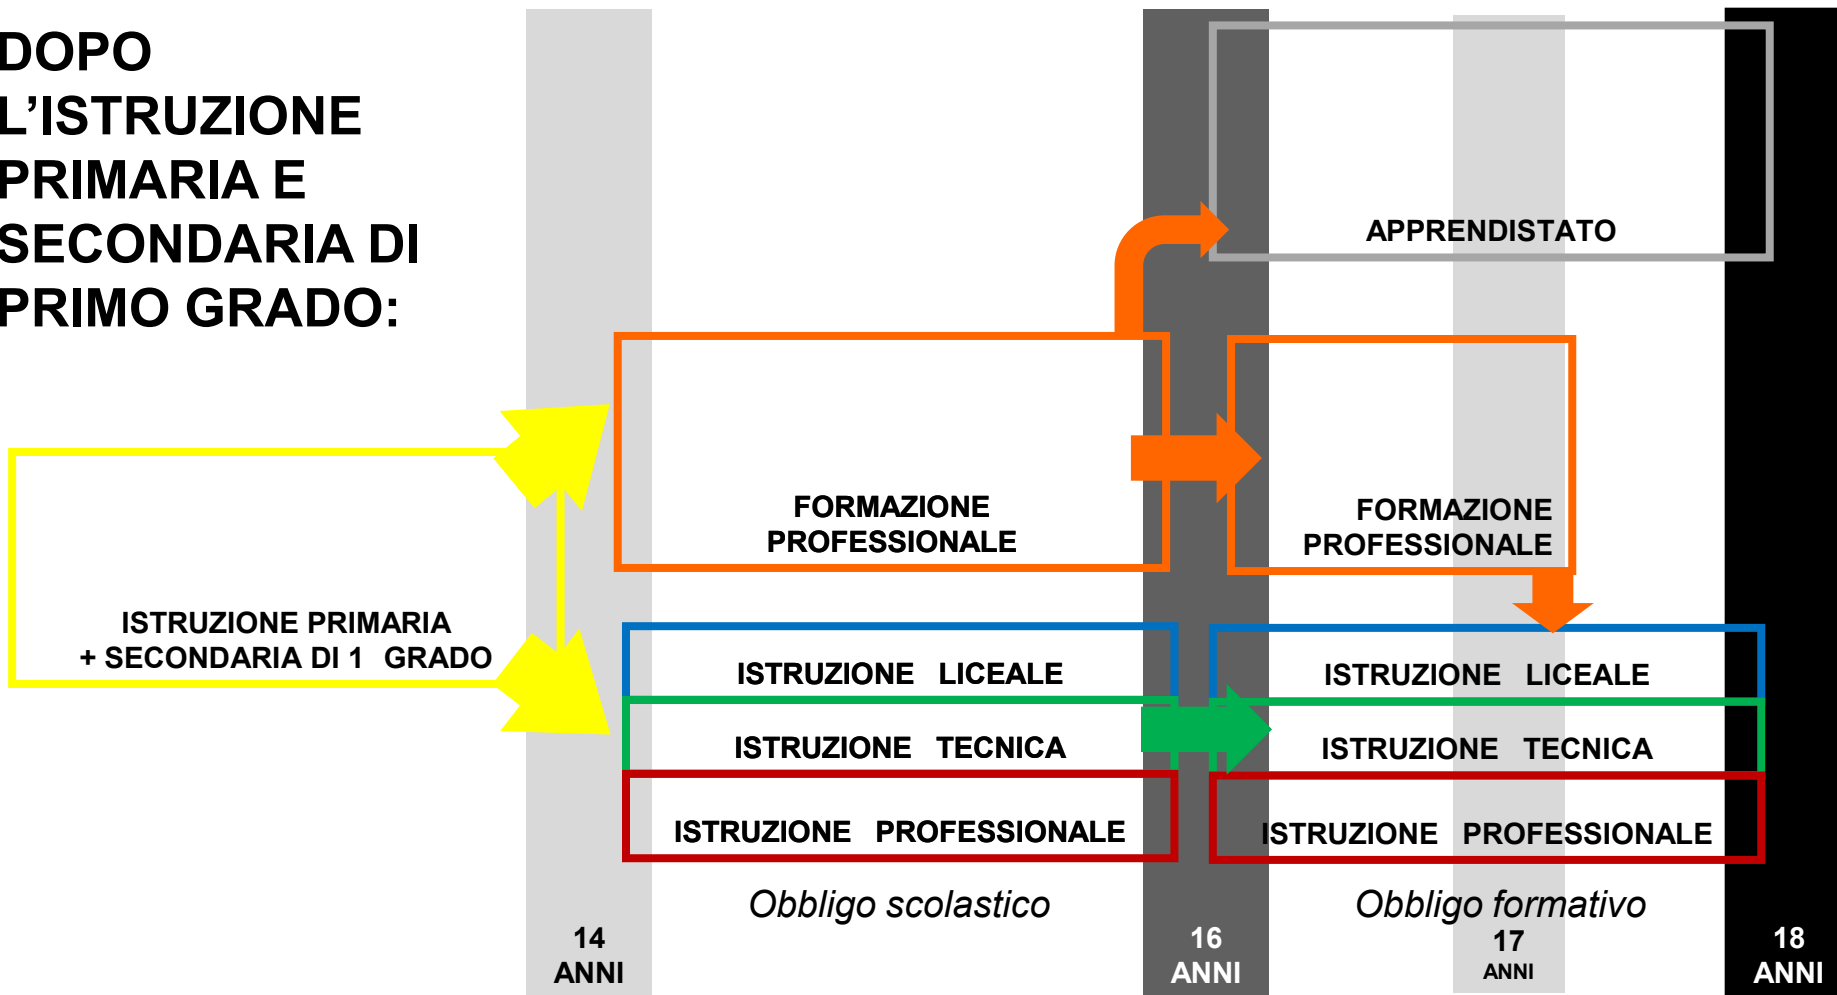 DOPO
L’ISTRUZIONE
PRIMARIA E
SECONDARIA DI
PRIMO GRADO:
APPRENDISTATO
FORMAZIONE
PROFESSIONALE
FORMAZIONE
PROFESSIONALE
ISTRUZIONE PRIMARIA
+ SECONDARIA DI 1 GRADO
ISTRUZIONE LICEALE
ISTRUZIONE TECNICA
ISTRUZIONE PROFESSIONALE
ISTRUZIONE LICEALE
ISTRUZIONE TECNICA
ISTRUZIONE PROFESSIONALE
Obbligo scolastico
Obbligo formativo
14
ANNI
16
ANNI
17
ANNI
18
ANNI